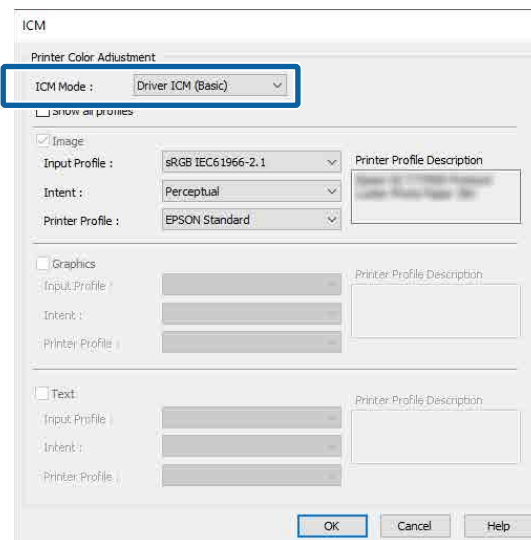 ICM
Printer Color Adjustment
ICM Mode : Driver ICM (Basic)
Show all profiles
Image
Input Profile : sRGB IEC61966-2.1 Printer Profile Description
Intent : Perceptual
Printer Profile : EPSON Standard
Graphics
Input Profile : Printer Profile Description
Intent :
Printer Profile :
Text
Input Profile : Printer Profile Description
Intent :
Printer Profile :
OK Cancel Help